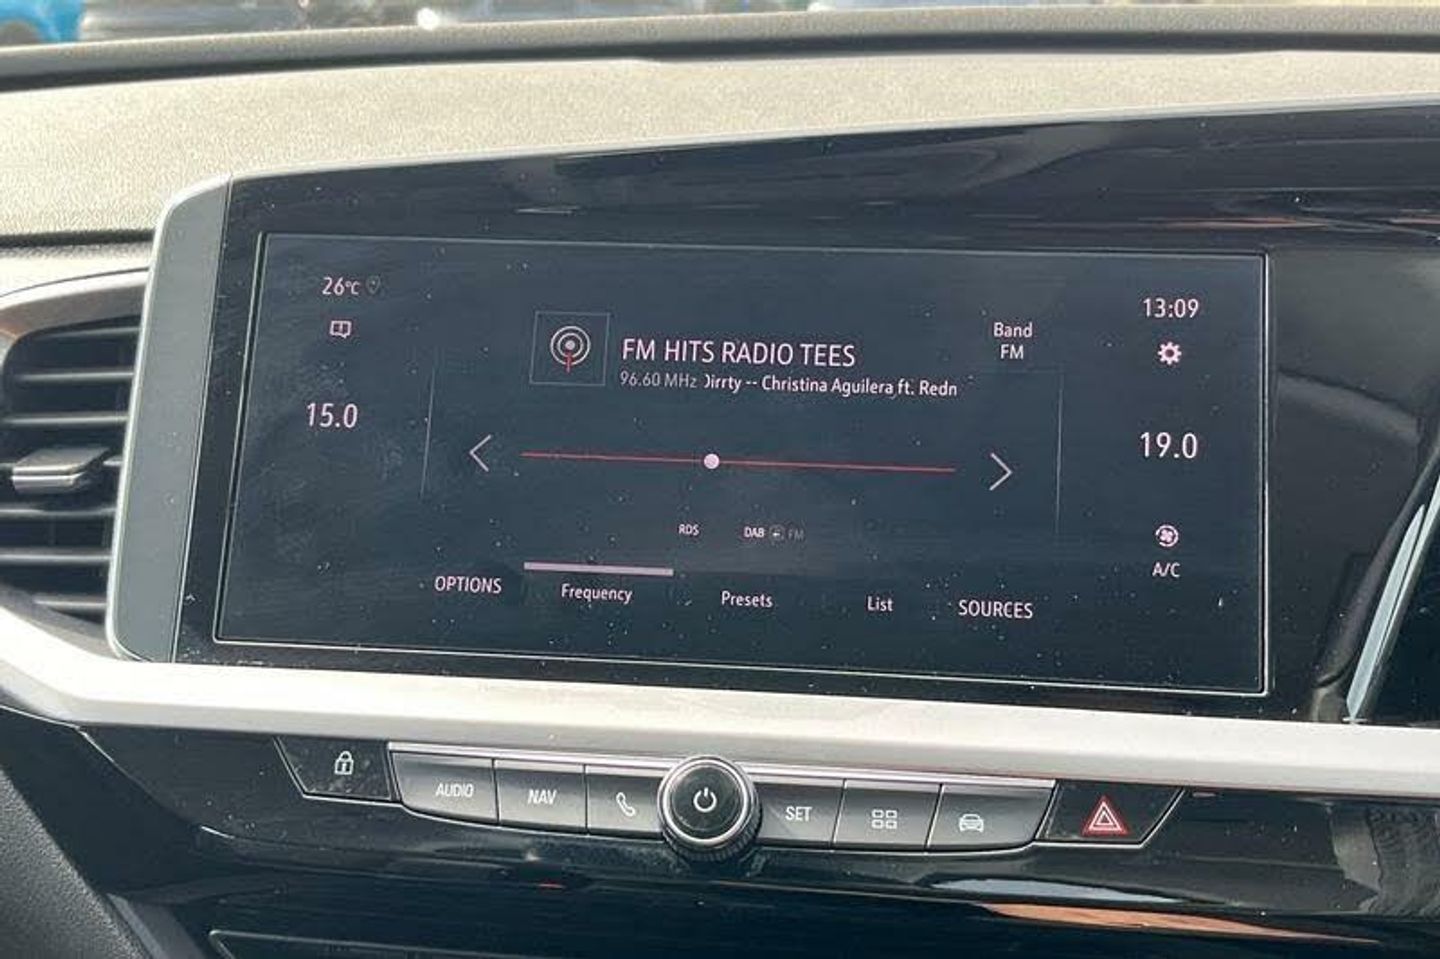 26°C
13:09
FM HITS RADIO TEES
Band
FM
96.60 MHz Dirrty -- Christina Aguilera ft. Redn
15.0
19.0
RDS
DAB FM
A/C
OPTIONS
Frequency
Presets
List
SOURCES
AUDIO
NAV
SET